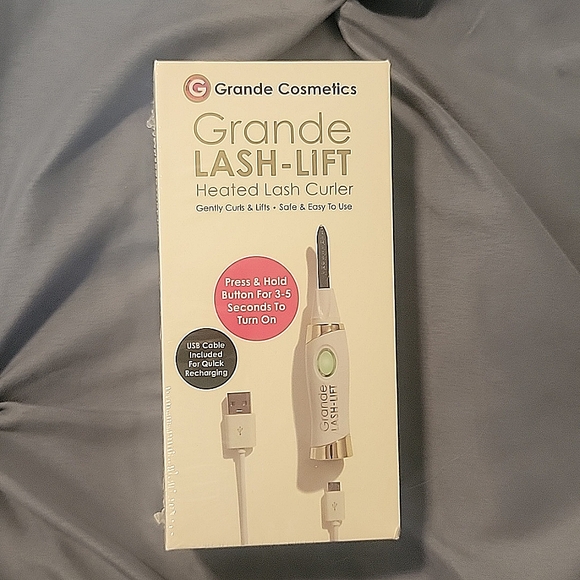 G Grande Cosmetics
Grande
LASH-LIFT
Heated Lash Curler
Gently Curls & Lifts • Safe & Easy To Use
Press & Hold
Button For 3-5
Seconds To
Turn On
USB Cable
Included
For Quick
Recharging
Grande
LASH-LIFT